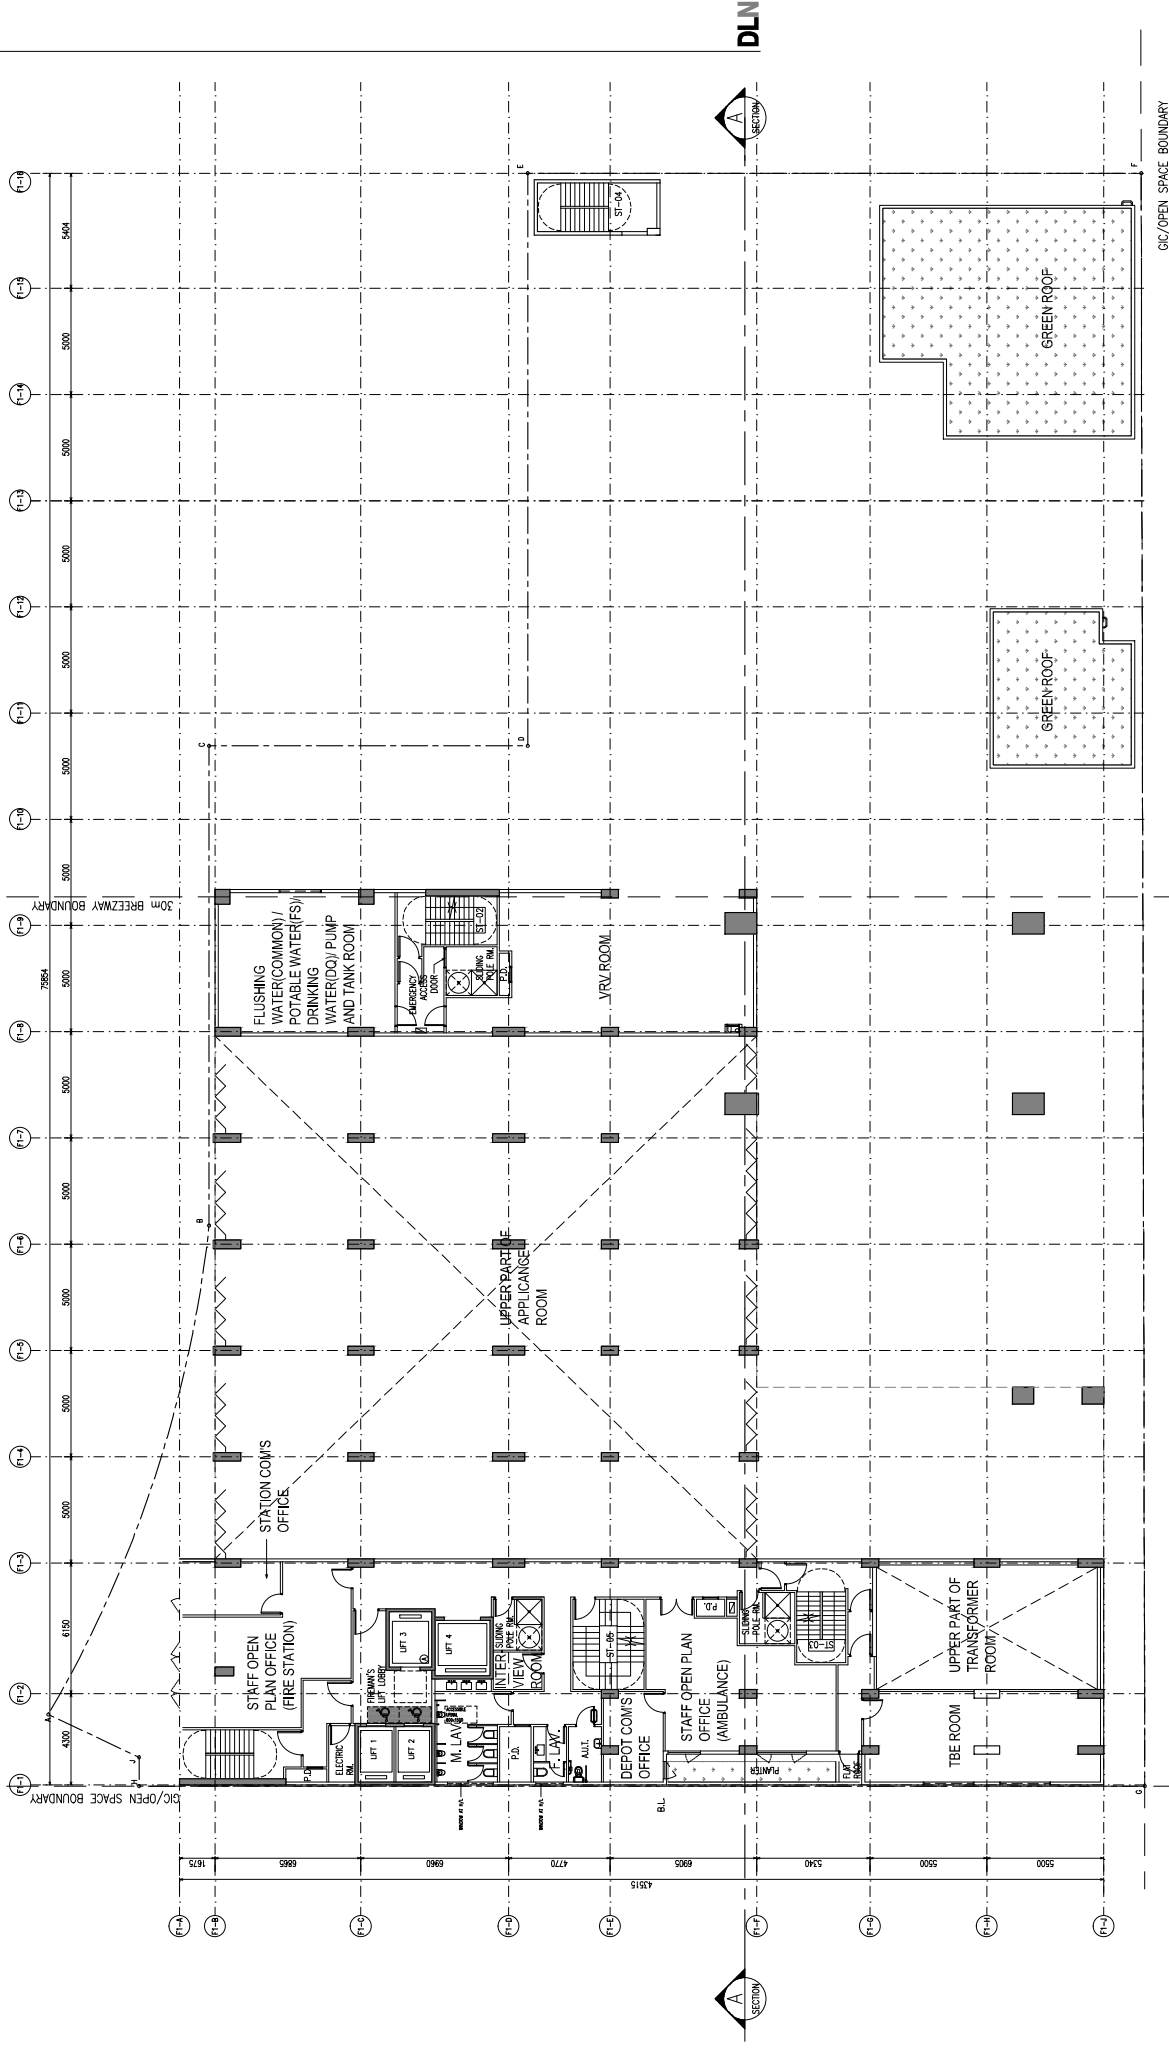 DLN
A
SECTION
GIC/OPEN SPACE BOUNDARY
F1-16
F1-15
F1-14
F1-13
F1-12
F1-11
F1-10
F1-9
F1-8
F1-7
F1-6
F1-5
F1-4
F1-3
F1-2
F1-1
5404
5000
5000
5000
5000
5000
5000
5000
5000
5000
5000
5000
5000
6150
4300
75854
E
F
C
D
B
A
J
H
G
ST-04
GREEN ROOF
GREEN ROOF
30m BREEZWAY BOUNDARY
FLUSHING
WATER(COMMON) /
POTABLE WATER(FS)/
DRINKING
WATER(DQ)/ PUMP
AND TANK ROOM
EMERGENCY
ACCESS
DOOR
ST-02
SLIDING
POLE RM.
P.D.
VRV ROOM
UPPER PART OF
APPLICANCE
ROOM
STATION COM'S
OFFICE
STAFF OPEN
PLAN OFFICE
(FIRE STATION)
FIREMAN'S
LIFT LOBBY
LIFT 3
LIFT 4
LIFT 1
LIFT 2
ELECTRIC
RM.
P.D.
SLIDING
POLE RM.
INTER-
VIEW
ROOM
M. LAV.
P.D.
F. LAV.
A.U.T.
ST-05
DEPOT COM'S
OFFICE
STAFF OPEN PLAN
OFFICE
(AMBULANCE)
P.D.
SLIDING
POLE RM.
ST-03
PLANTER
FLAT
ROOF
UPPER PART OF
TRANSFORMER
ROOM
TBE ROOM
GIC/OPEN SPACE BOUNDARY
WINDOW AT H/L
WINDOW AT H/L
B.L.
1675
6865
6960
4770
6905
5340
5500
5500
43515
F1-A
F1-B
F1-C
F1-D
F1-E
F1-F
F1-G
F1-H
F1-J
A
SECTION